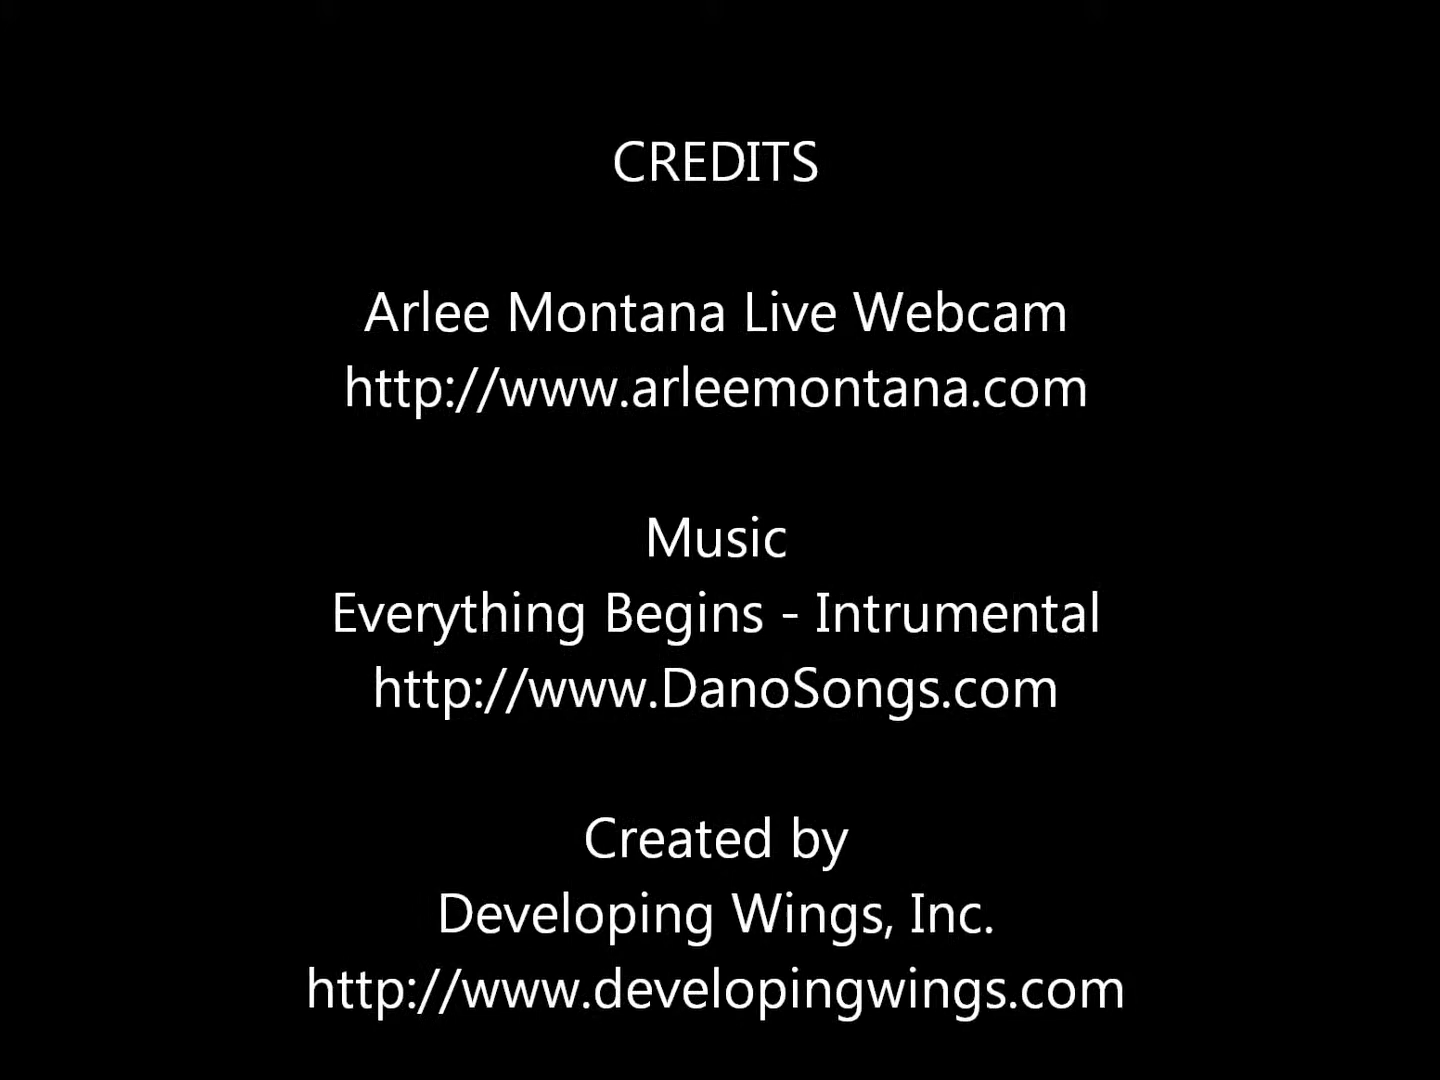 CREDITS
Arlee Montana Live Webcam
http://www.arleemontana.com
Music
Everything Begins - Intrumental
http://www.DanoSongs.com
Created by
Developing Wings, Inc.
http://www.developingwings.com